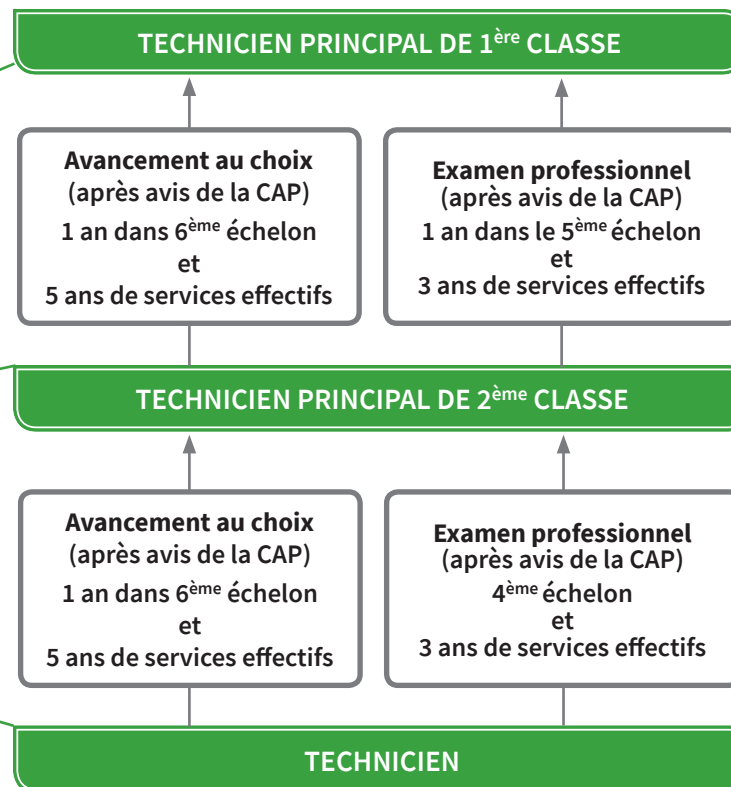 TECHNICIEN PRINCIPAL DE 1ère CLASSE
Avancement au choix
(après avis de la CAP)
1 an dans 6ème échelon
et
5 ans de services effectifs
Examen professionnel
(après avis de la CAP)
1 an dans le 5ème échelon
et
3 ans de services effectifs
TECHNICIEN PRINCIPAL DE 2ème CLASSE
Avancement au choix
(après avis de la CAP)
1 an dans 6ème échelon
et
5 ans de services effectifs
Examen professionnel
(après avis de la CAP)
4ème échelon
et
3 ans de services effectifs
TECHNICIEN